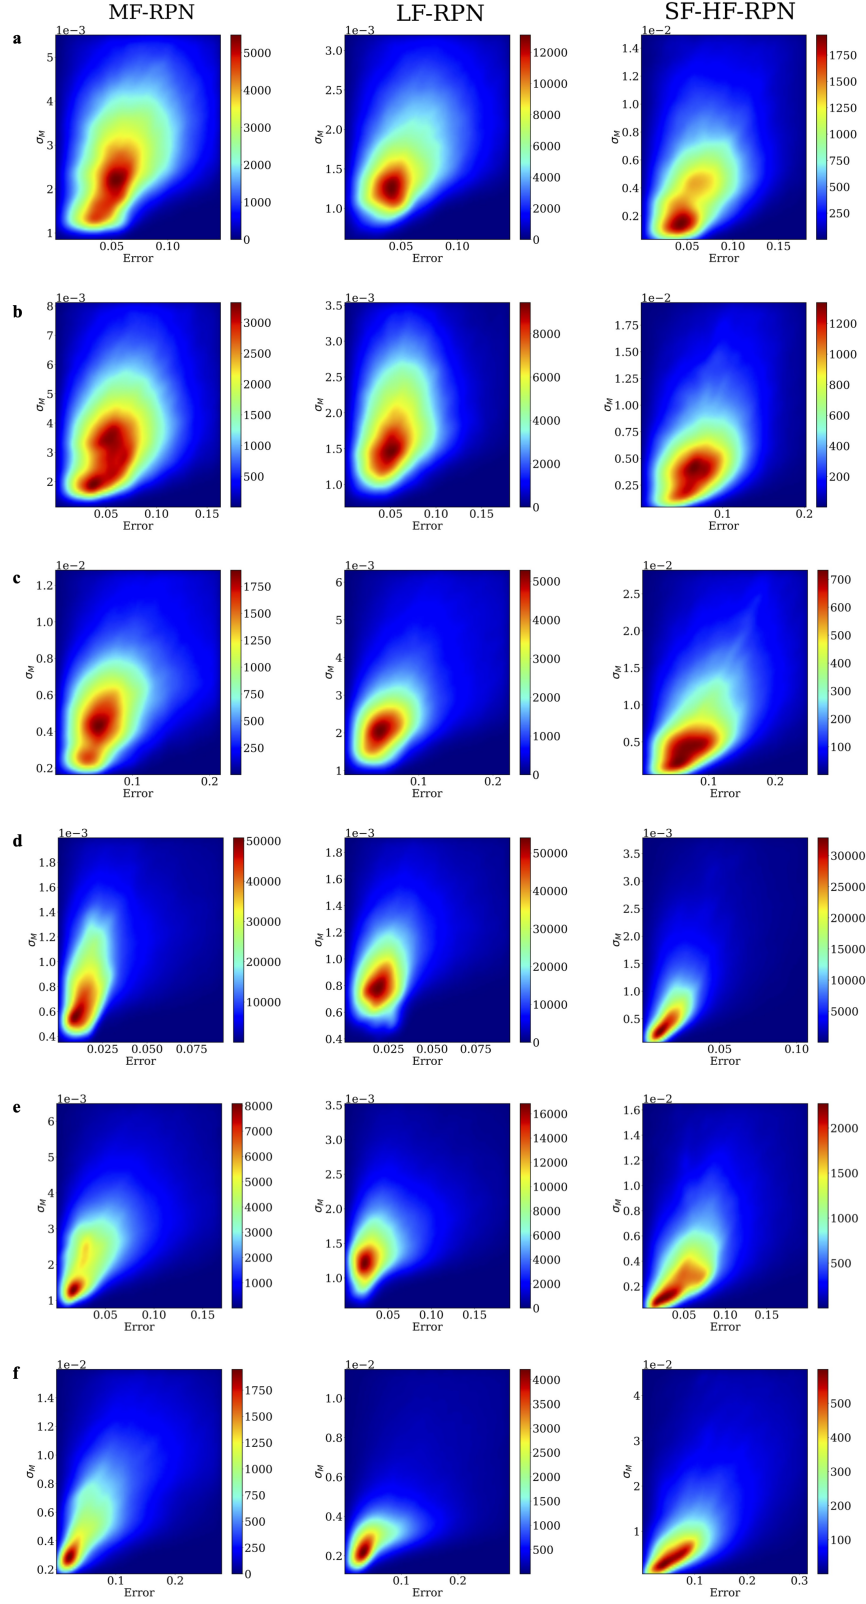 MF-RPN LF-RPN SF-HF-RPN
a
1e−3 1e−3 1e−2
5 4 3 2 1
σM
0.05 0.10
Error
5000 4000 3000 2000 1000 0
3.0 2.5 2.0 1.5 1.0
σM
0.05 0.10
Error
12000 10000 8000 6000 4000 2000 0
1.4 1.2 1.0 0.8 0.6 0.4 0.2
σM
0.05 0.10 0.15
Error
1750 1500 1250 1000 750 500 250
b
1e−3 1e−3 1e−2
8 7 6 5 4 3 2
σM
0.05 0.10 0.15
Error
3000 2500 2000 1500 1000 500
3.5 3.0 2.5 2.0 1.5 1.0
σM
0.05 0.10 0.15
Error
8000 6000 4000 2000 0
1.75 1.50 1.25 1.00 0.75 0.50 0.25
σM
0.1 0.2
Error
1200 1000 800 600 400 200
c
1e−2 1e−3 1e−2
1.2 1.0 0.8 0.6 0.4 0.2
σM
0.1 0.2
Error
1750 1500 1250 1000 750 500 250
6 5 4 3 2 1
σM
0.1 0.2
Error
5000 4000 3000 2000 1000 0
2.5 2.0 1.5 1.0 0.5
σM
0.1 0.2
Error
700 600 500 400 300 200 100
d
1e−3 1e−3 1e−3
1.8 1.6 1.4 1.2 1.0 0.8 0.6 0.4
σM
0.025 0.050 0.075
Error
50000 40000 30000 20000 10000
1.8 1.6 1.4 1.2 1.0 0.8 0.6 0.4
σM
0.025 0.050 0.075
Error
50000 40000 30000 20000 10000 0
3.5 3.0 2.5 2.0 1.5 1.0 0.5
σM
0.05 0.10
Error
30000 25000 20000 15000 10000 5000
e
1e−3 1e−3 1e−2
6 5 4 3 2 1
σM
0.05 0.10 0.15
Error
8000 7000 6000 5000 4000 3000 2000 1000
3.5 3.0 2.5 2.0 1.5 1.0
σM
0.05 0.10 0.15
Error
16000 14000 12000 10000 8000 6000 4000 2000 0
1.6 1.4 1.2 1.0 0.8 0.6 0.4 0.2
σM
0.05 0.10 0.15
Error
2000 1500 1000 500
f
1e−2 1e−2 1e−2
1.4 1.2 1.0 0.8 0.6 0.4 0.2
σM
0.1 0.2
Error
1750 1500 1250 1000 750 500 250 0
1.0 0.8 0.6 0.4 0.2
σM
0.1 0.2
Error
4000 3500 3000 2500 2000 1500 1000 500
4 3 2 1
σM
0.1 0.2 0.3
Error
500 400 300 200 100